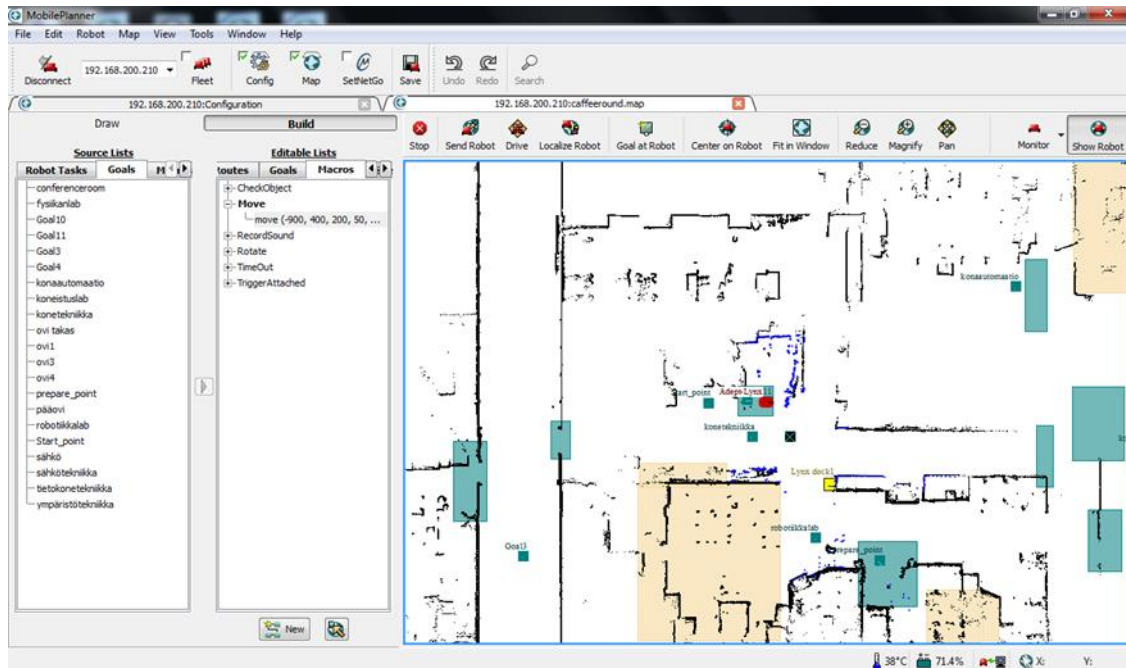 MobilePlanner
File Edit Robot Map View Tools Window Help
Disconnect 192.168.200.210 Fleet Config Map SetNetGo Save Undo Redo Search
192.168.200.210:Configuration
192.168.200.210:caffeeround.map
Draw Build
Stop Send Robot Drive Localize Robot Goal at Robot Center on Robot Fit in Window Reduce Magnify Pan Monitor Show Robot
Source Lists
Robot Tasks Goals
conferenceroom
fysiikanlab
Goal10
Goal11
Goal3
Goal4
konaautomaatio
koneistuslab
konetekniikka
ovi takas
ovi1
ovi3
ovi4
prepare_point
pääovi
robotiikkalab
Start_point
sähkö
sähkötekniikka
tietokonetekniikka
ympäristötekniikka
Editable Lists
Goals Macros
CheckObject
Move
move (-900, 400, 200, 50, ...
RecordSound
Rotate
TimeOut
TriggerAttached
New
konaautomaatio
Adept-Lynx
konetekniikka
Lynx dock1
robotiikkalab
Goal3
38°C 71.4% X: Y: